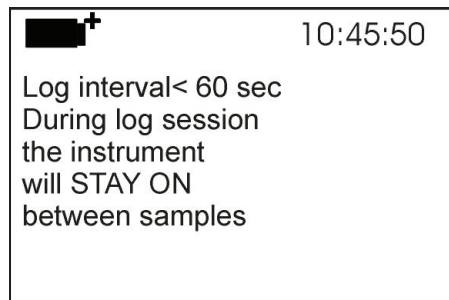 10:45:50
Log interval< 60 sec
During log session
the instrument
will STAY ON
between samples